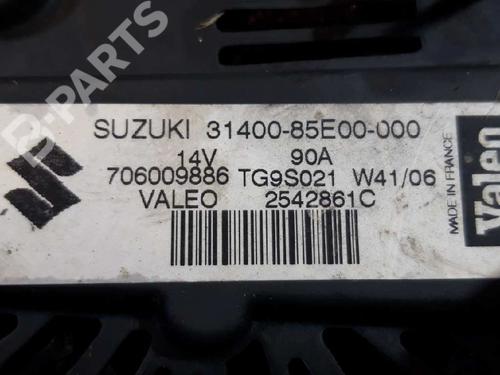 B-PARTS
SUZUKI 31400-85E00-000
14V 90A
706009886 TG9S021 W41/06
VALEO 2542861C
MADE IN FRANCE
Valeo